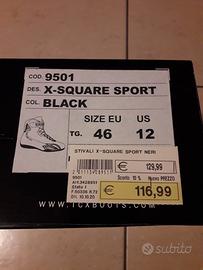 COD. 9501
DES. X-SQUARE SPORT
COL. BLACK
SIZE EU US
TG. 46 12
STIVALI X-SQUARE SPORT NERI
€ 129,99
9501
Sconto 10 % Nuovo PREZZO
€ 116,99
WWW.TCXBOOTS.COM
subito